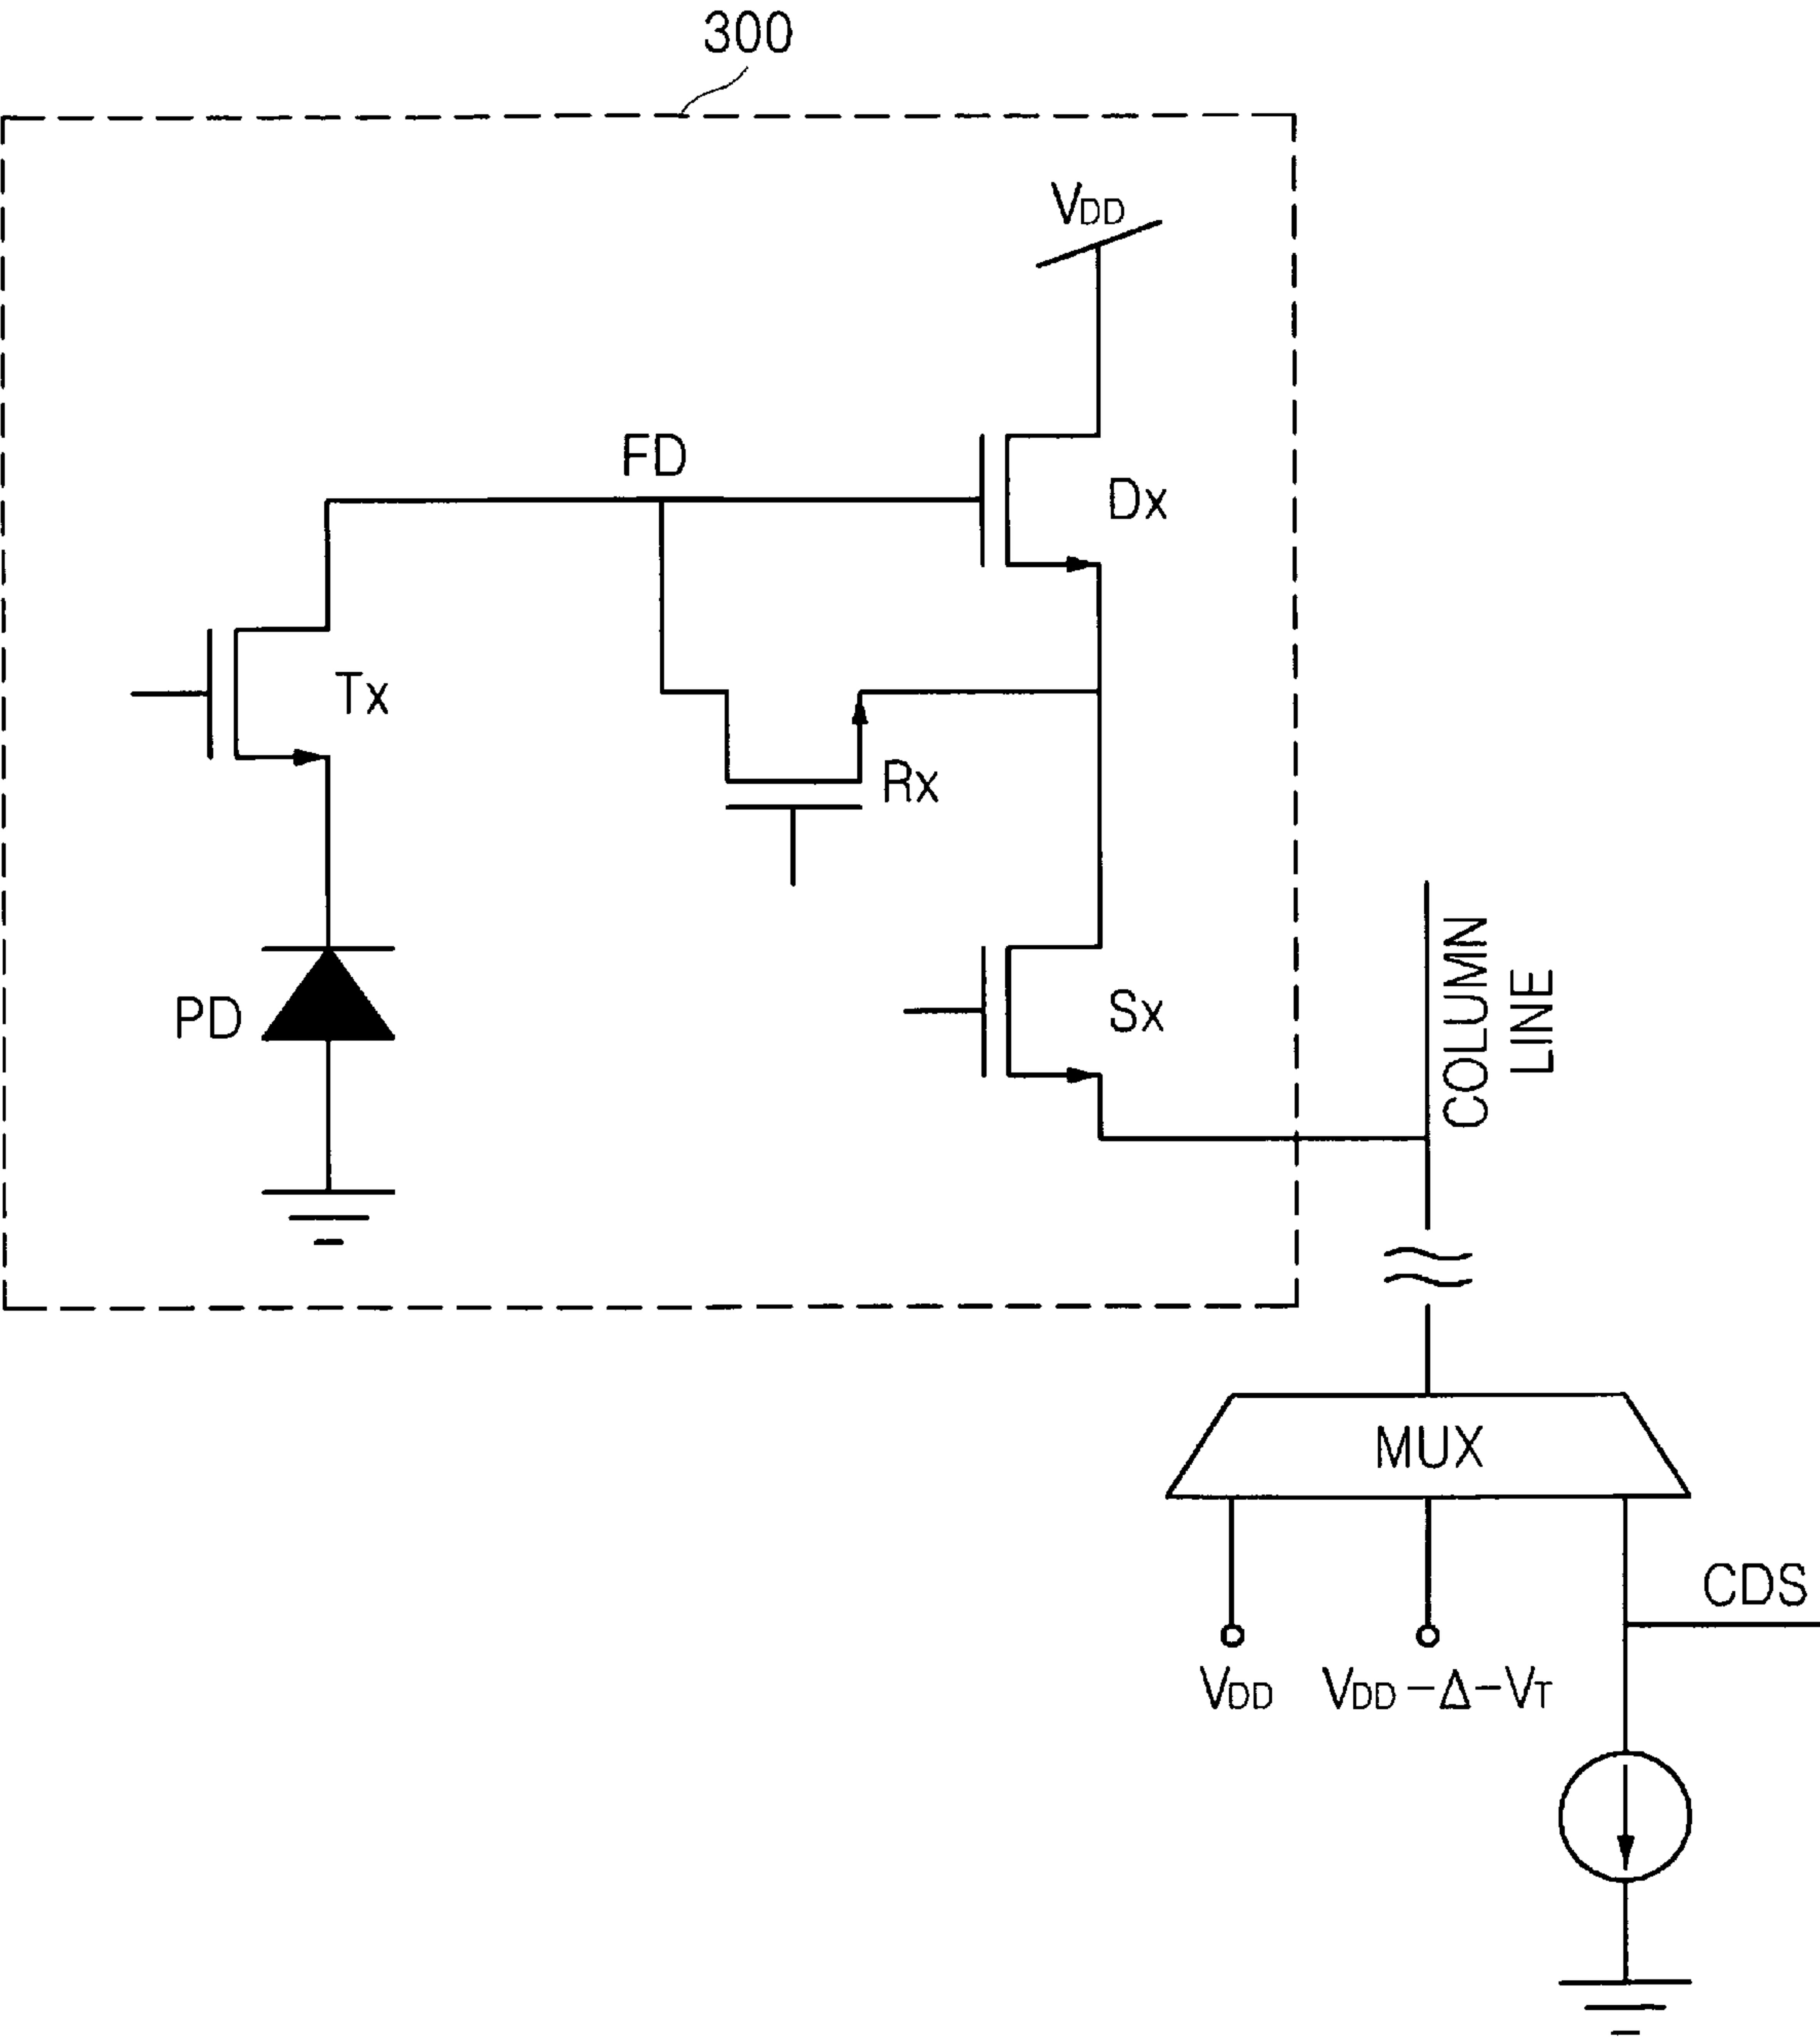 300
VDD
FD
Dx
Tx
Rx
PD
Sx
COLUMN
LINE
MUX
CDS
VDD
VDD-Δ-VT